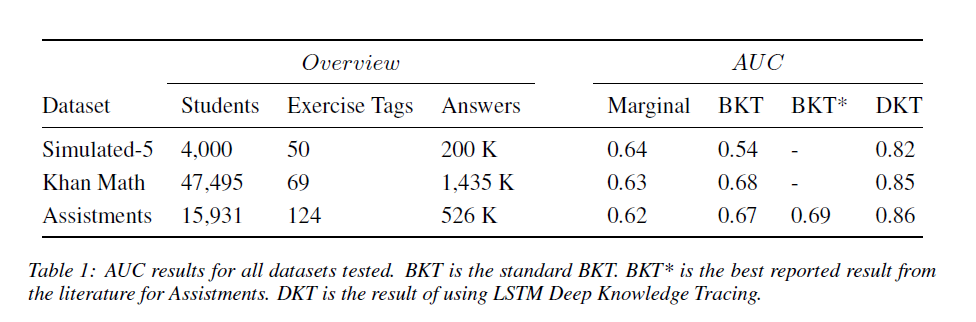 Overview AUC
Dataset Students Exercise Tags Answers Marginal BKT BKT* DKT
Simulated-5 4,000 50 200 K 0.64 0.54 - 0.82
Khan Math 47,495 69 1,435 K 0.63 0.68 - 0.85
Assistments 15,931 124 526 K 0.62 0.67 0.69 0.86
Table 1: AUC results for all datasets tested. BKT is the standard BKT. BKT* is the best reported result from
the literature for Assistments. DKT is the result of using LSTM Deep Knowledge Tracing.